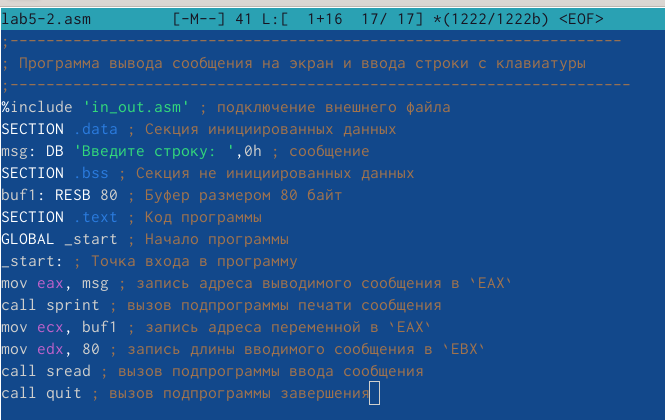 lab5-2.asm [-M--] 41 L:[ 1+16 17/ 17] *(1222/1222b) <EOF>
;--------------------------------------------------------------------
; Программа вывода сообщения на экран и ввода строки с клавиатуры
;---------------------------------------------------------------------
%include 'in_out.asm' ; подключение внешнего файла
SECTION .data ; Секция инициированных данных
msg: DB 'Введите строку: ',0h ; сообщение
SECTION .bss ; Секция не инициированных данных
buf1: RESB 80 ; Буфер размером 80 байт
SECTION .text ; Код программы
GLOBAL _start ; Начало программы
_start: ; Точка входа в программу
mov eax, msg ; запись адреса выводимого сообщения в `EAX`
call sprint ; вызов подпрограммы печати сообщения
mov ecx, buf1 ; запись адреса переменной в `EAX`
mov edx, 80 ; запись длины вводимого сообщения в `EBX`
call sread ; вызов подпрограммы ввода сообщения
call quit ; вызов подпрограммы завершения